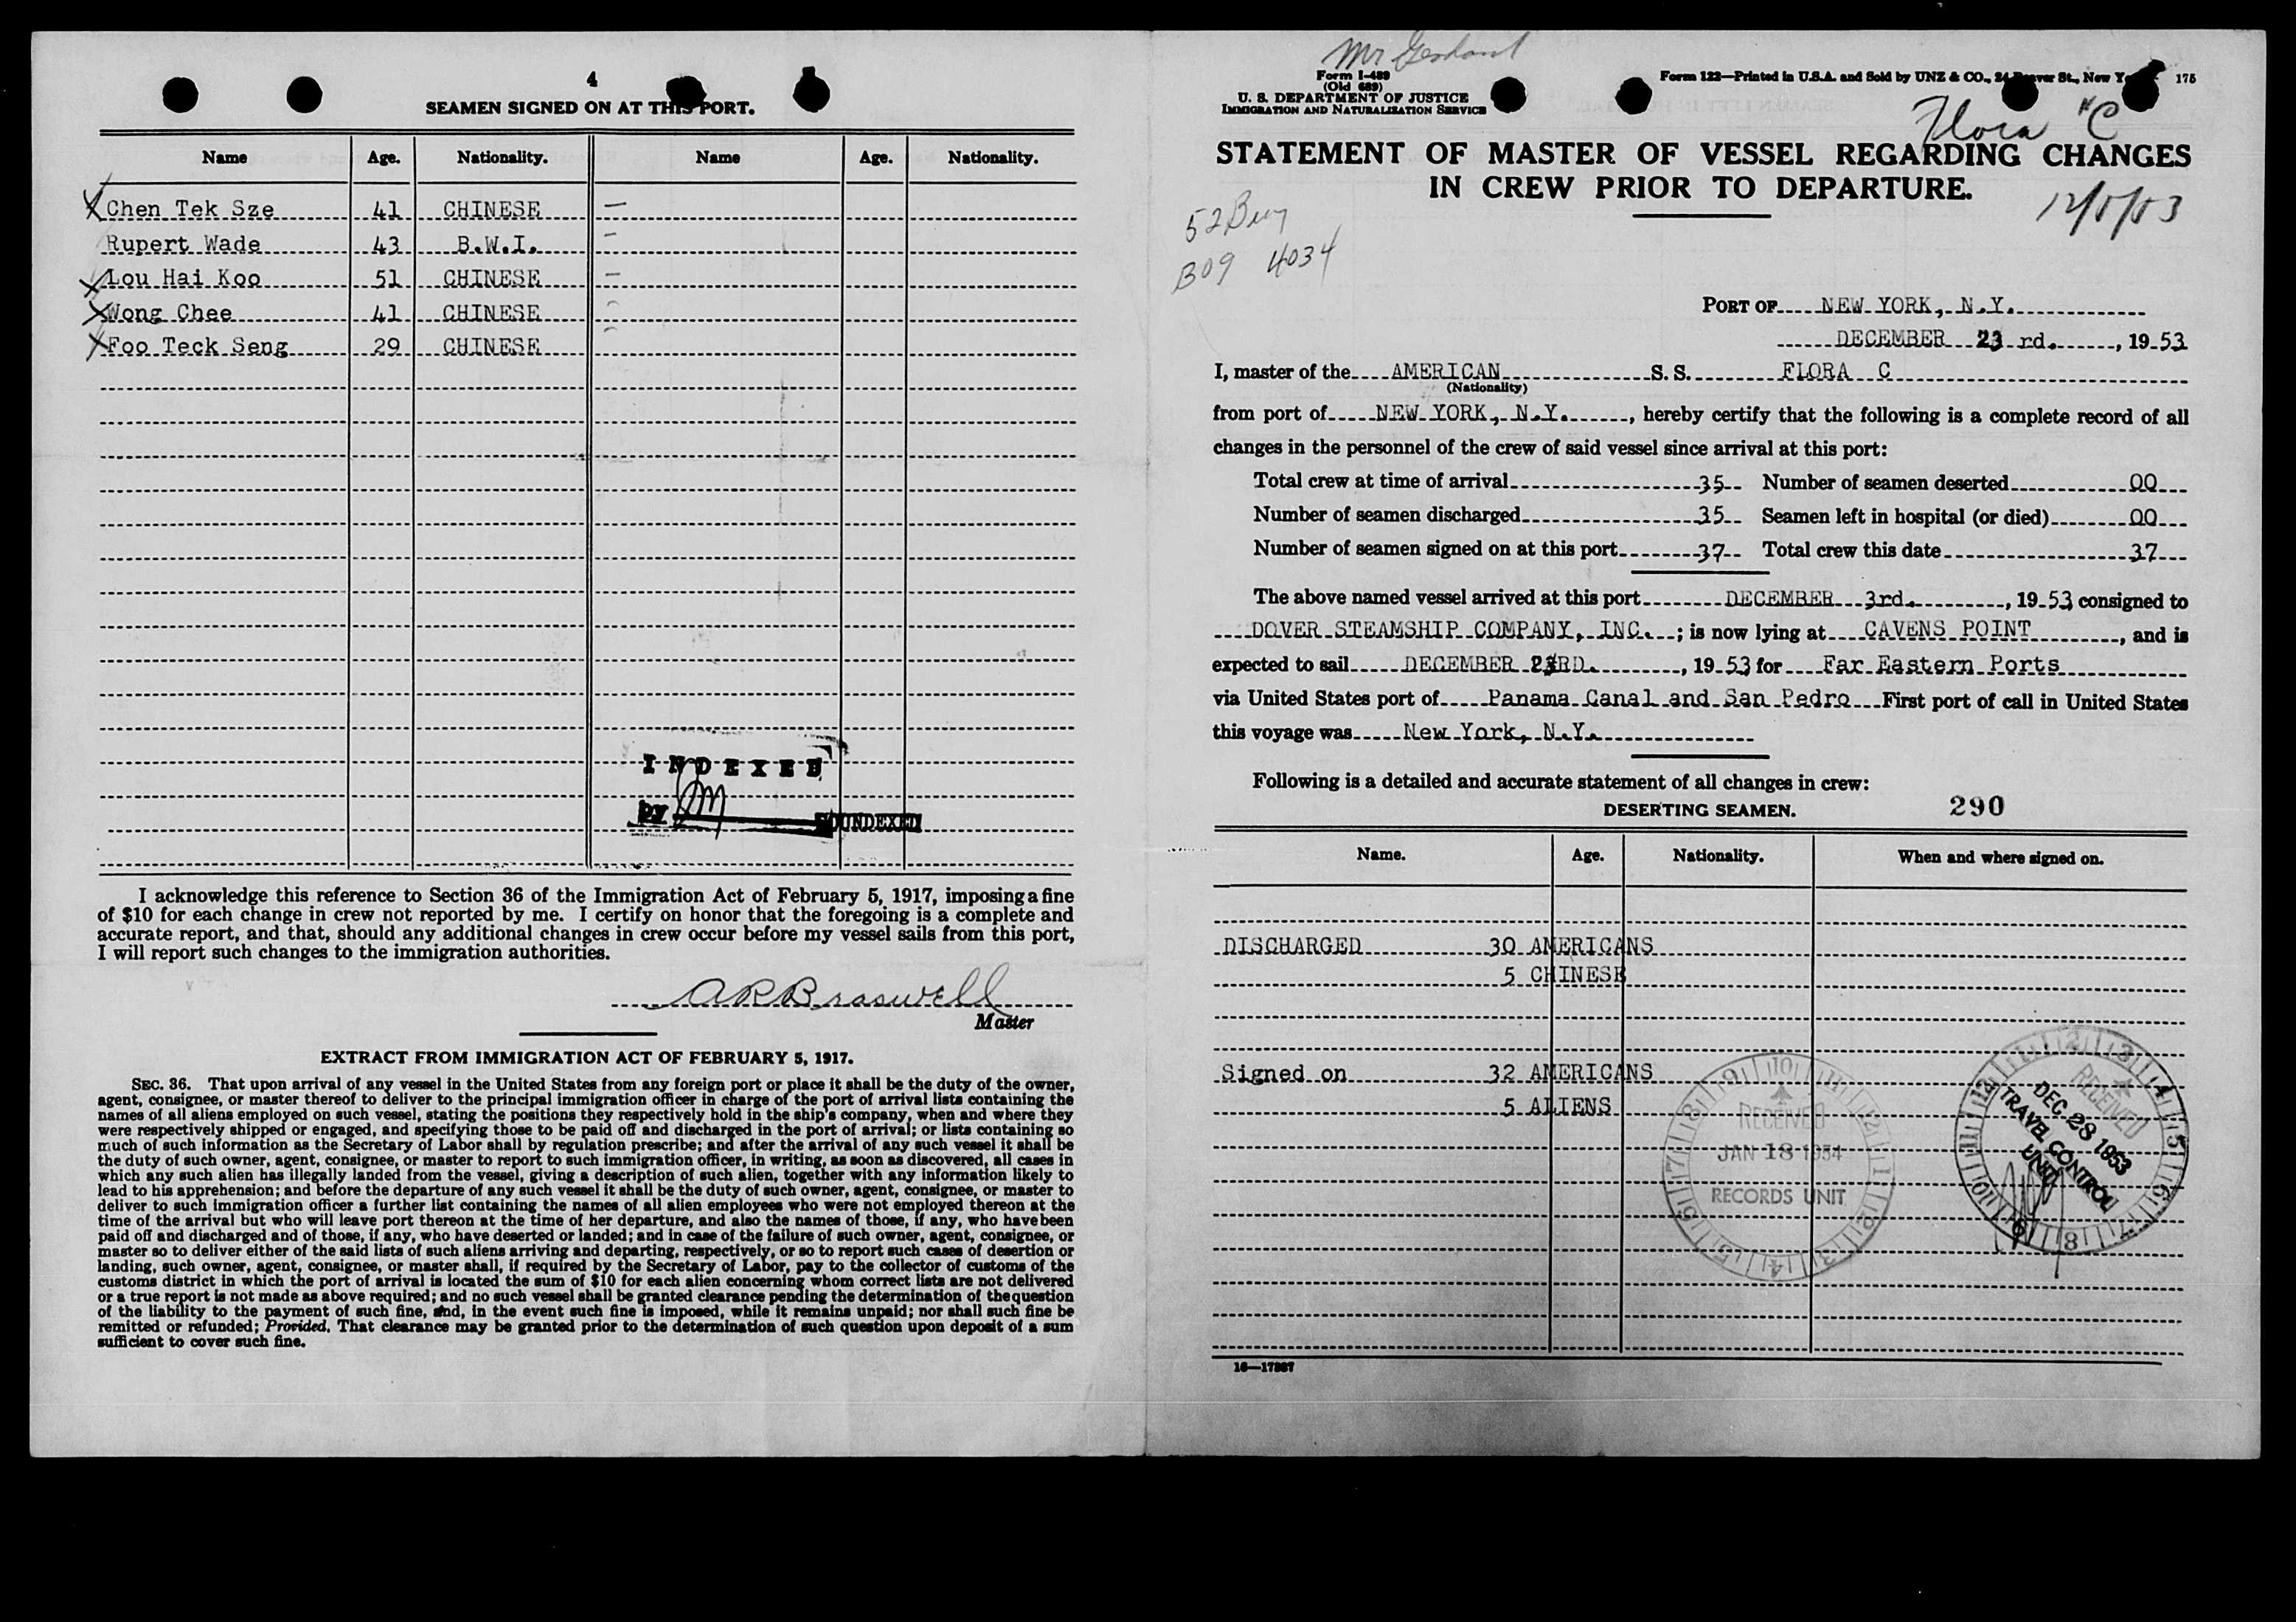 4
SEAMEN SIGNED ON AT THIS PORT.
Name Age. Nationality. Name Age. Nationality.
Chen Tek Sze 41 CHINESE
Rupert Wade 43 B.W.I.
Lou Hai Koo 51 CHINESE
Wong Chee 41 CHINESE
Foo Teck Seng 29 CHINESE
INDEXED
by
I acknowledge this reference to Section 36 of the Immigration Act of February 5, 1917, imposing a fine
of $10 for each change in crew not reported by me. I certify on honor that the foregoing is a complete and
accurate report, and that, should any additional changes in crew occur before my vessel sails from this port,
I will report such changes to the immigration authorities.
ARBraswell
Master
EXTRACT FROM IMMIGRATION ACT OF FEBRUARY 5, 1917.
SEC. 36. That upon arrival of any vessel in the United States from any foreign port or place it shall be the duty of the owner,
agent, consignee, or master thereof to deliver to the principal immigration officer in charge of the port of arrival lists containing the
names of all aliens employed on such vessel, stating the positions they respectively hold in the ship's company, when and where they
were respectively shipped or engaged, and specifying those to be paid off and discharged in the port of arrival; or lists containing so
much of such information as the Secretary of Labor shall by regulation prescribe; and after the arrival of any such vessel it shall be
the duty of such owner, agent, consignee, or master to report to such immigration officer, in writing, as soon as discovered, all cases in
which any such alien has illegally landed from the vessel, giving a description of such alien, together with any information likely to
lead to his apprehension; and before the departure of any such vessel it shall be the duty of such owner, agent, consignee, or master to
deliver to such immigration officer a further list containing the names of all alien employees who were not employed thereon at the
time of the arrival but who will leave port thereon at the time of her departure, and also the names of those, if any, who have been
paid off and discharged and of those, if any, who have deserted or landed; and in case of the failure of such owner, agent, consignee, or
master so to deliver either of the said lists of such aliens arriving and departing, respectively, or so to report such cases of desertion or
landing, such owner, agent, consignee, or master shall, if required by the Secretary of Labor, pay to the collector of customs of the
customs district in which the port of arrival is located the sum of $10 for each alien concerning whom correct lists are not delivered
or a true report is not made as above required; and no such vessel shall be granted clearance pending the determination of the question
of the liability to the payment of such fine, and, in the event such fine is imposed, while it remains unpaid; nor shall such fine be
remitted or refunded; Provided, That clearance may be granted prior to the determination of such question upon deposit of a sum
sufficient to cover such fine.
Mr
Form I-489
(Old 689)
U. S. DEPARTMENT OF JUSTICE
IMMIGRATION AND NATURALIZATION SERVICE
Form 122—Printed in U.S.A. and Sold by UNZ & CO., 24 Beaver St., New 175
Flora "C
STATEMENT OF MASTER OF VESSEL REGARDING CHANGES
IN CREW PRIOR TO DEPARTURE.
52
B09 4034
PORT OF NEW YORK, N.Y.
DECEMBER 23 rd. , 19 53
I, master of the AMERICAN S. S. FLORA C
(Nationality)
from port of NEW YORK, N.Y. , hereby certify that the following is a complete record of all
changes in the personnel of the crew of said vessel since arrival at this port:
Total crew at time of arrival 35 Number of seamen deserted 00
Number of seamen discharged 35 Seamen left in hospital (or died) 00
Number of seamen signed on at this port 37 Total crew this date 37
The above named vessel arrived at this port DECEMBER 3rd. , 19 53 consigned to
DOVER STEAMSHIP COMPANY, INC. ; is now lying at CAVENS POINT , and is
expected to sail DECEMBER 23RD. , 19 53 for Far Eastern Ports
via United States port of Panama Canal and San Pedro First port of call in United States
this voyage was New York, N.Y.
Following is a detailed and accurate statement of all changes in crew:
DESERTING SEAMEN. 290
Name. Age. Nationality. When and where signed on.
DISCHARGED 30 AMERICANS
5 CHINESE
Signed on 32 AMERICANS
5 ALIENS
RECEIVED
JAN 18 1954
RECORDS UNIT
RECEIVED
DEC 28 1953
TRAVEL CONTROL
UNIT
16—17987